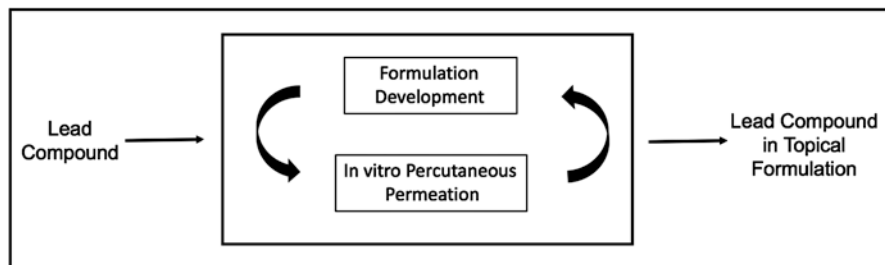 Lead
Compound
Formulation
Development
In vitro Percutaneous
Permeation
Lead Compound
in Topical
Formulation